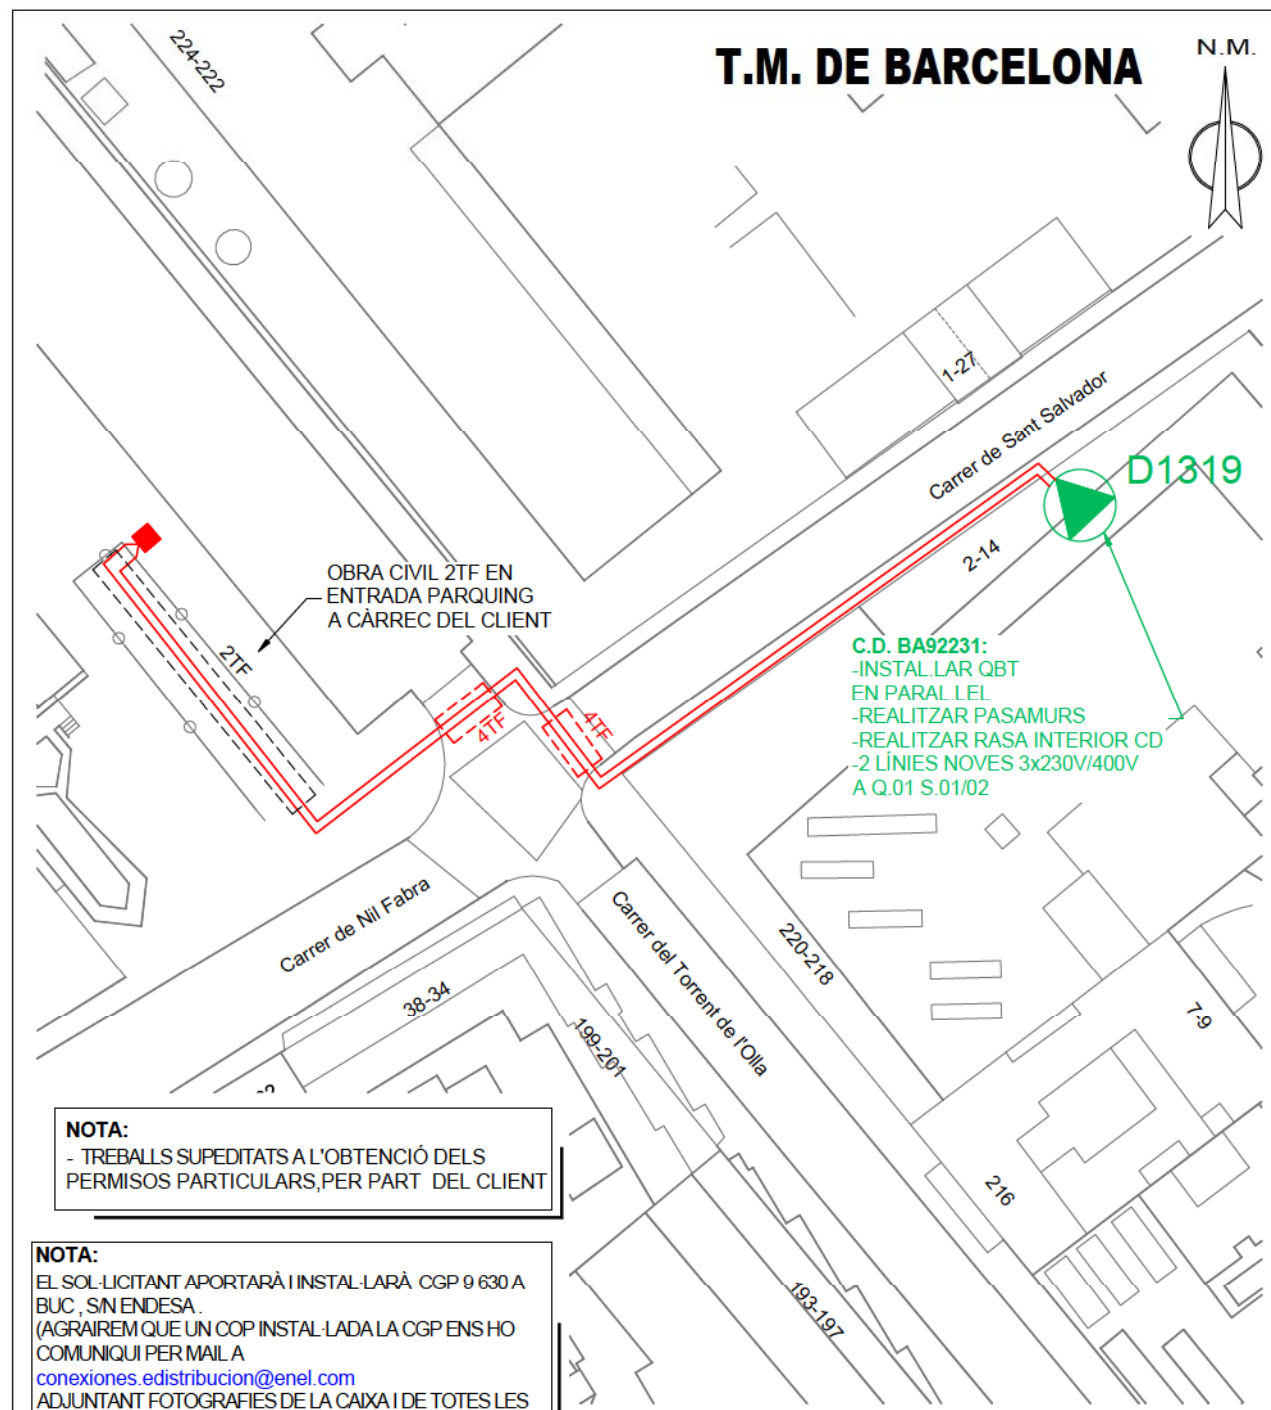 T.M. DE BARCELONA
N.M.
224-222
1-27
Carrer de Sant Salvador
D1319
2-14
OBRA CIVIL 2TF EN
ENTRADA PARQUING
A CÀRREC DEL CLIENT
2TF
4TF
4TF
C.D. BA92231:
-INSTAL.LAR QBT
EN PARAL.LEL
-REALITZAR PASAMURS
-REALITZAR RASA INTERIOR CD
-2 LÍNIES NOVES 3x230V/400V
A Q.01 S.01/02
Carrer de Nil Fabra
Carrer del Torrent de l'Olla
220-218
38-34
199-201
7-9
216
193-197
NOTA:
- TREBALLS SUPEDITATS A L'OBTENCIÓ DELS
PERMISOS PARTICULARS,PER PART DEL CLIENT
NOTA:
EL SOL·LICITANT APORTARÀ I INSTAL·LARÀ CGP 9 630 A
BUC , S/N ENDESA .
(AGRAIREM QUE UN COP INSTAL·LADA LA CGP ENS HO
COMUNIQUI PER MAIL A
conexiones.edistribucion@enel.com
ADJUNTANT FOTOGRAFIES DE LA CAIXA I DE TOTES LES